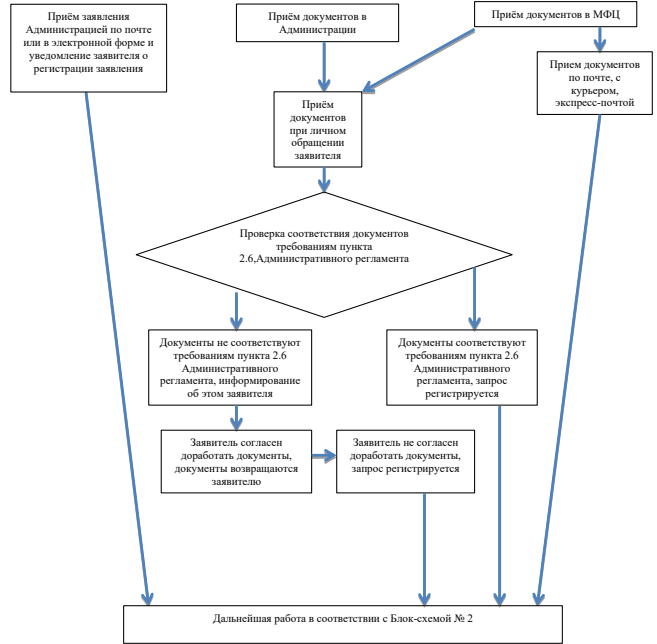 Приём заявления
Администрацией по почте
или в электронной форме и
уведомление заявителя о
регистрации заявления
Приём документов в
Администрации
Приём документов в МФЦ
Прием документов
по почте, с
курьером,
экспресс-почтой
Приём
документов
при личном
обращении
заявителя
Проверка соответствия документов
требованиям пункта
2.6,Административного регламента
Документы не соответствуют
требованиям пункта 2.6
Административного
регламента, информирование
об этом заявителя
Документы соответствуют
требованиям пункта 2.6
Административного
регламента, запрос
регистрируется
Заявитель согласен
доработать документы,
документы возвращаются
заявителю
Заявитель не согласен
доработать документы,
запрос регистрируется
Дальнейшая работа в соответствии с Блок-схемой № 2